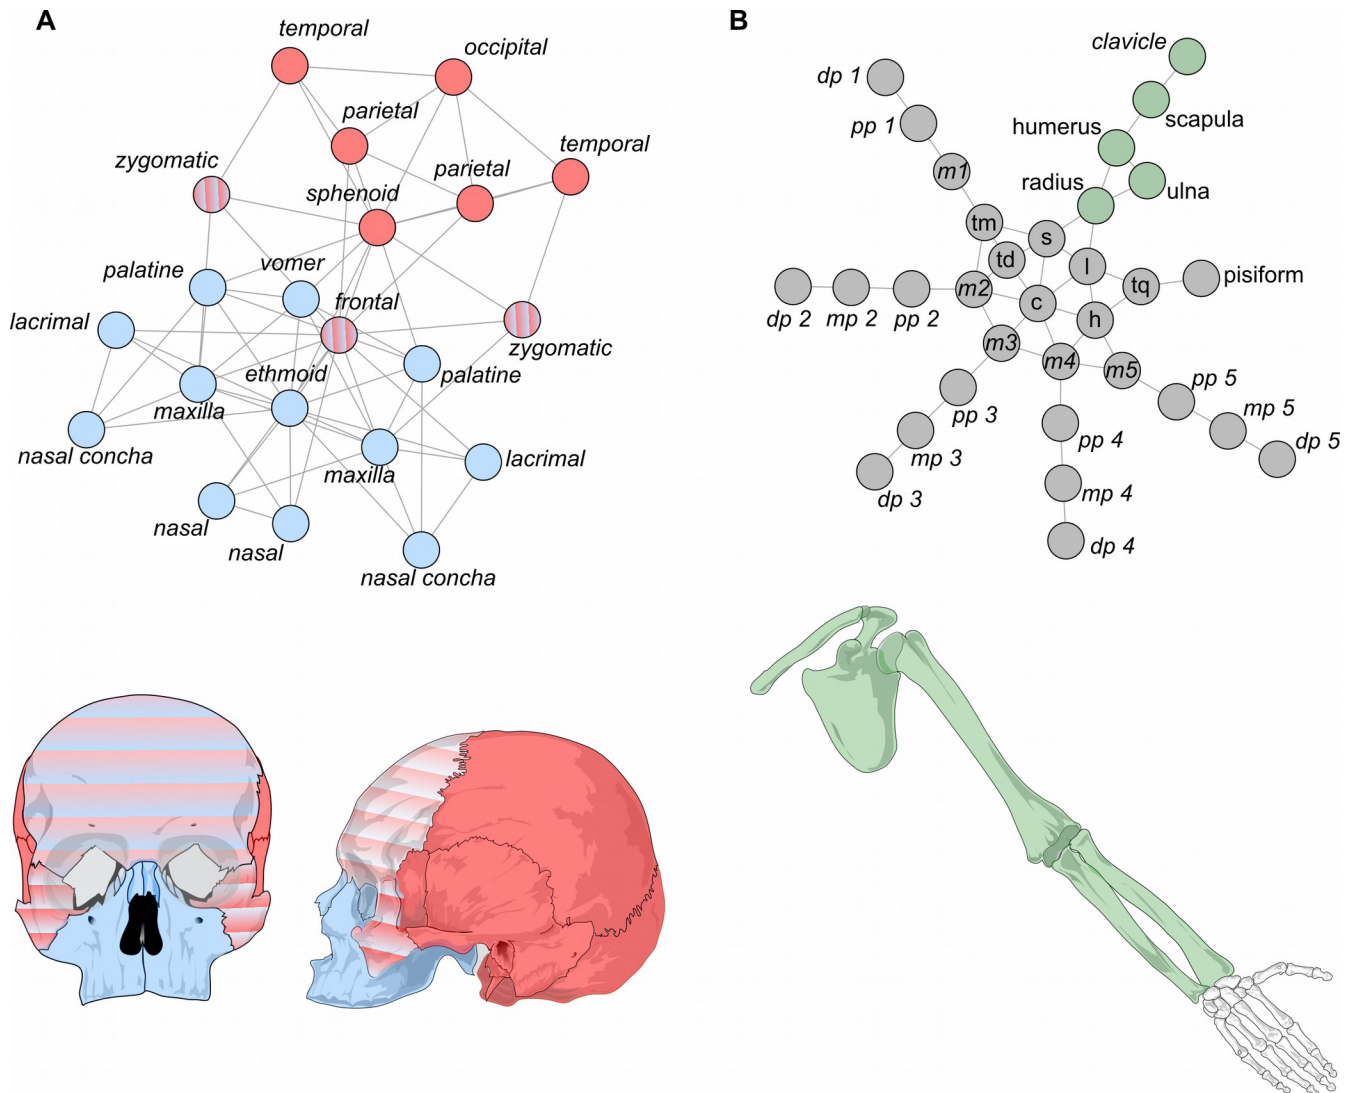 A
temporal
occipital
parietal
temporal
zygomatic
parietal
sphenoid
palatine
vomer
lacrimal
frontal
zygomatic
ethmoid
palatine
maxilla
nasal concha
maxilla
lacrimal
nasal
nasal
nasal concha
B
clavicle
dp 1
pp 1
scapula
humerus
m1
radius
ulna
tm
s
td
l
tq
pisiform
m2
c
dp 2
mp 2
pp 2
h
m3
m4
m5
pp 5
pp 3
mp 5
pp 4
dp 5
mp 3
dp 3
mp 4
dp 4